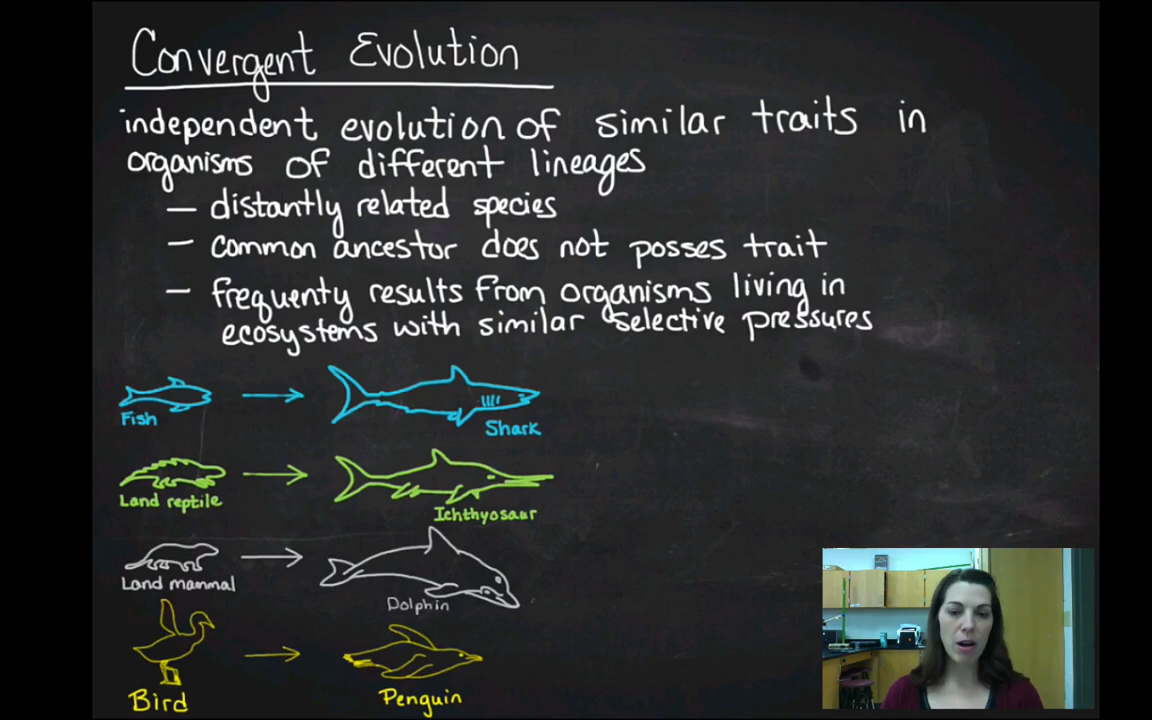 Convergent Evolution
independent evolution of similar traits in
organisms of different lineages
— distantly related species
— common ancestor does not posses trait
— frequenty results from organisms living in
ecosystems with similar selective pressures
Fish
Shark
Land reptile
Ichthyosaur
Land mammal
Dolphin
Bird
Penguin